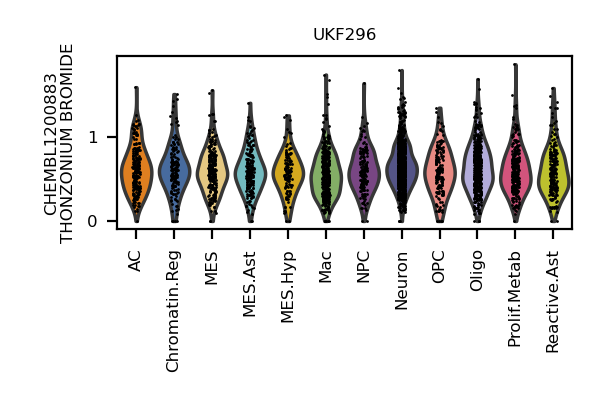 UKF296
CHEMBL1200883
THONZONIUM BROMIDE
1
0
AC
Chromatin.Reg
MES
MES.Ast
MES.Hyp
Mac
NPC
Neuron
OPC
Oligo
Prolif.Metab
Reactive.Ast